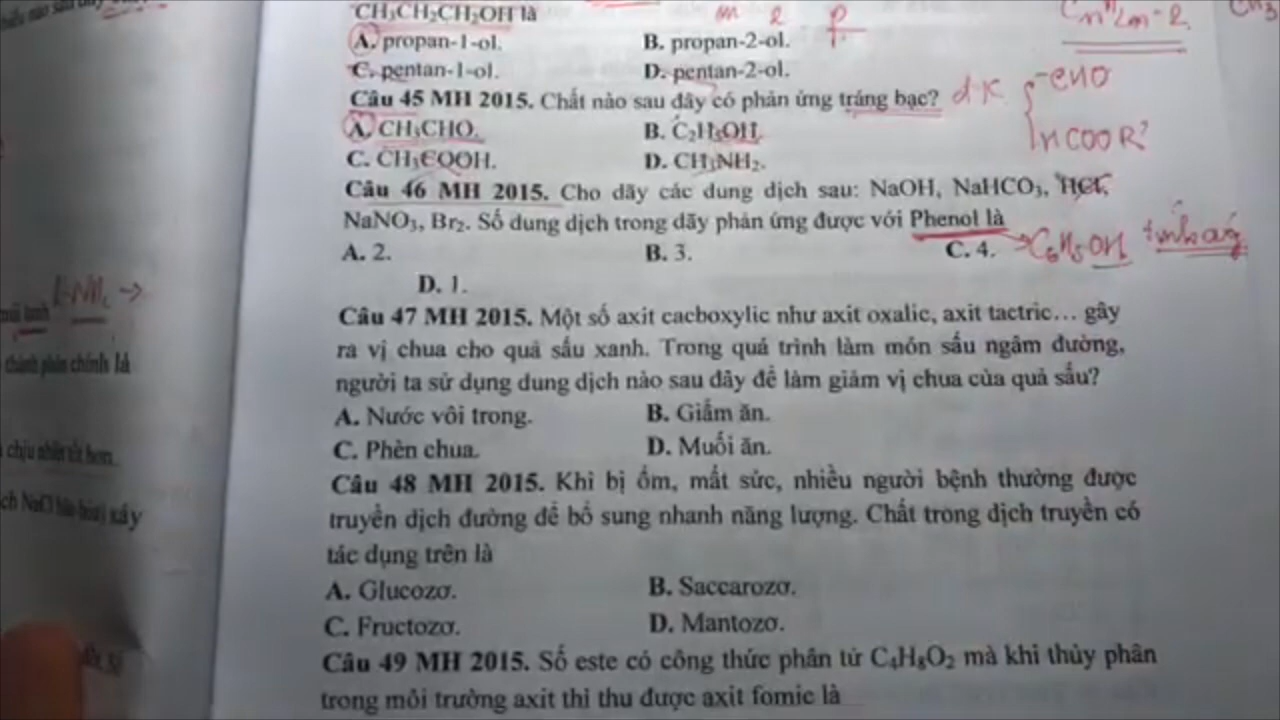 CH₃CH₂CH₂OH là
A. propan-1-ol. B. propan-2-ol.
C. pentan-1-ol. D. pentan-2-ol.
Câu 45 MH 2015. Chất nào sau đây có phản ứng tráng bạc? đk -CHO
A. CH₃CHO. B. C₂H₅OH. HCOOR'
C. CH₃COOH. D. CH₃NH₂.
Câu 46 MH 2015. Cho dãy các dung dịch sau: NaOH, NaHCO₃, HCl,
NaNO₃, Br₂. Số dung dịch trong dãy phản ứng được với Phenol là
A. 2. B. 3. C. 4. C₆H₅OH
D. 1.
Câu 47 MH 2015. Một số axit cacboxylic như axit oxalic, axit tactric… gây
ra vị chua cho quả sấu xanh. Trong quá trình làm món sấu ngâm đường,
người ta sử dụng dung dịch nào sau đây để làm giảm vị chua của quả sấu?
A. Nước vôi trong. B. Giấm ăn.
C. Phèn chua. D. Muối ăn.
Câu 48 MH 2015. Khi bị ốm, mất sức, nhiều người bệnh thường được
truyền dịch đường để bổ sung nhanh năng lượng. Chất trong dịch truyền có
tác dụng trên là
A. Glucozơ. B. Saccarozơ.
C. Fructozơ. D. Mantozơ.
Câu 49 MH 2015. Số este có công thức phân tử C₄H₈O₂ mà khi thủy phân
trong môi trường axit thì thu được axit fomic là
thành phần chính là
chịu nhiệt tốt hơn.